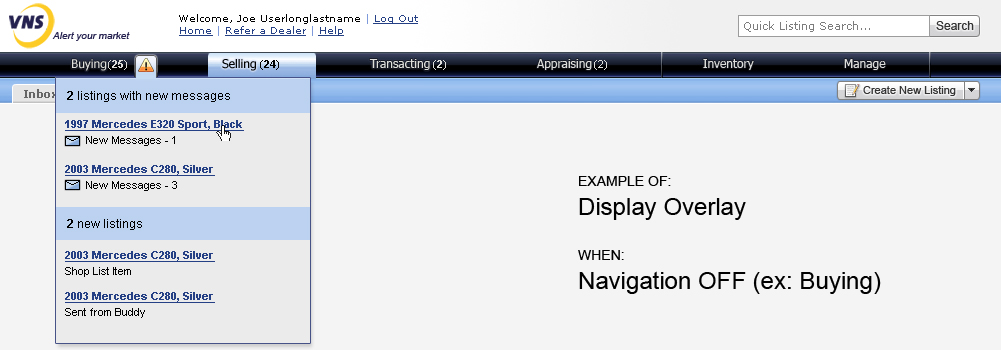 VNS
Alert your market
Welcome, Joe Userlonglastname | Log Out
Home | Refer a Dealer | Help
Quick Listing Search... Search
Buying(25) Selling (24) Transacting (2) Appraising (2) Inventory Manage
Inbox
Create New Listing
2 listings with new messages
1997 Mercedes E320 Sport, Black
New Messages - 1
2003 Mercedes C280, Silver
New Messages - 3
2 new listings
2003 Mercedes C280, Silver
Shop List Item
2003 Mercedes C280, Silver
Sent from Buddy
EXAMPLE OF:
Display Overlay
WHEN:
Navigation OFF (ex: Buying)